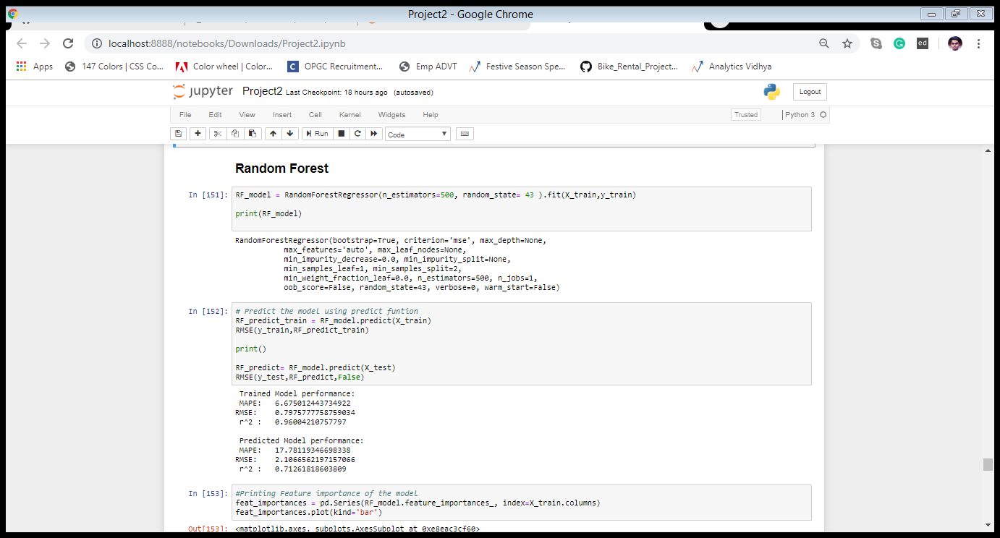 Project2 - Google Chrome
localhost:8888/notebooks/Downloads/Project2.ipynb
ed
Apps 147 Colors | CSS Co... Color wheel | Color... C OPGC Recruitment... Emp ADVT Festive Season Spe... Bike_Rental_Project... Analytics Vidhya
jupyter Project2 Last Checkpoint: 18 hours ago (autosaved) Logout
File Edit View Insert Cell Kernel Widgets Help Trusted Python 3
Run Code
Random Forest
In [151]: RF_model = RandomForestRegressor(n_estimators=500, random_state= 43 ).fit(X_train,y_train)
print(RF_model)
RandomForestRegressor(bootstrap=True, criterion='mse', max_depth=None,
max_features='auto', max_leaf_nodes=None,
min_impurity_decrease=0.0, min_impurity_split=None,
min_samples_leaf=1, min_samples_split=2,
min_weight_fraction_leaf=0.0, n_estimators=500, n_jobs=1,
oob_score=False, random_state=43, verbose=0, warm_start=False)
In [152]: # Predict the model using predict funtion
RF_predict_train = RF_model.predict(X_train)
RMSE(y_train,RF_predict_train)
print()
RF_predict= RF_model.predict(X_test)
RMSE(y_test,RF_predict,False)
Trained Model performance:
MAPE: 6.675012443734922
RMSE: 0.7975777758759034
r^2 : 0.96004210757797
Predicted Model performance:
MAPE: 17.78119346698338
RMSE: 2.1066562197157066
r^2 : 0.71261818603809
In [153]: #Printing Feature importance of the model
feat_importances = pd.Series(RF_model.feature_importances_, index=X_train.columns)
feat_importances.plot(kind='bar')
Out[153]: <matplotlib.axes._subplots.AxesSubplot at 0xe8eac3cf60>